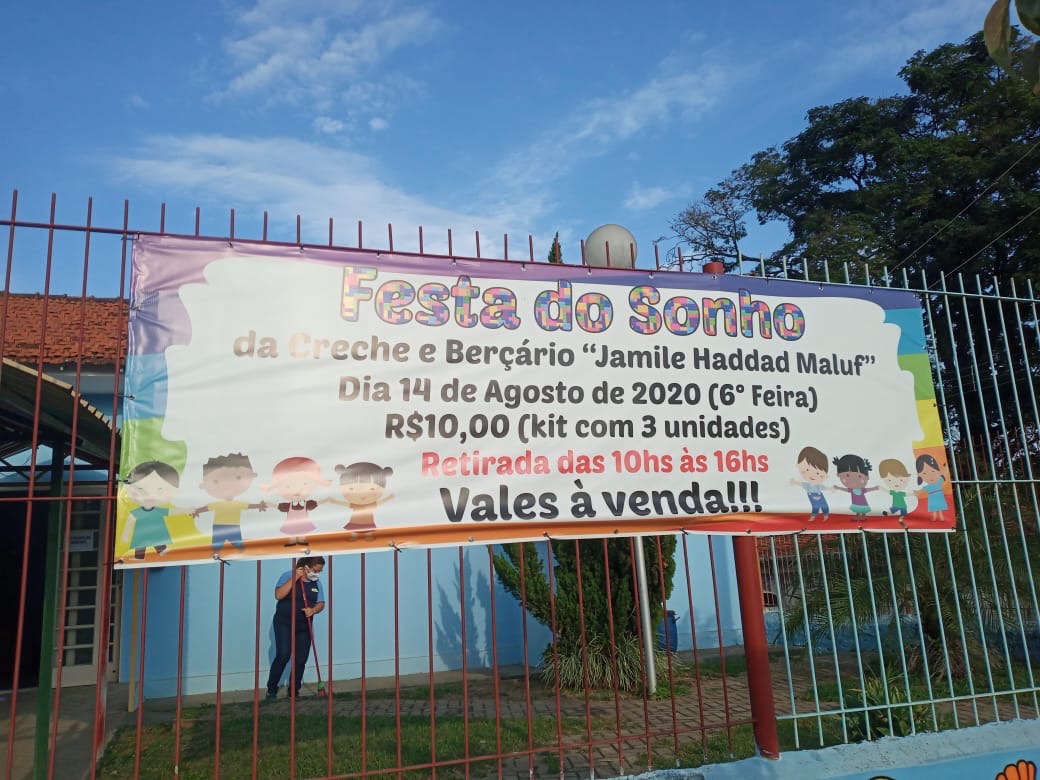 Festa do Sonho
da Creche e Berçário “Jamile Haddad Maluf”
Dia 14 de Agosto de 2020 (6° Feira)
R$10,00 (kit com 3 unidades)
Retirada das 10hs às 16hs
Vales à venda!!!